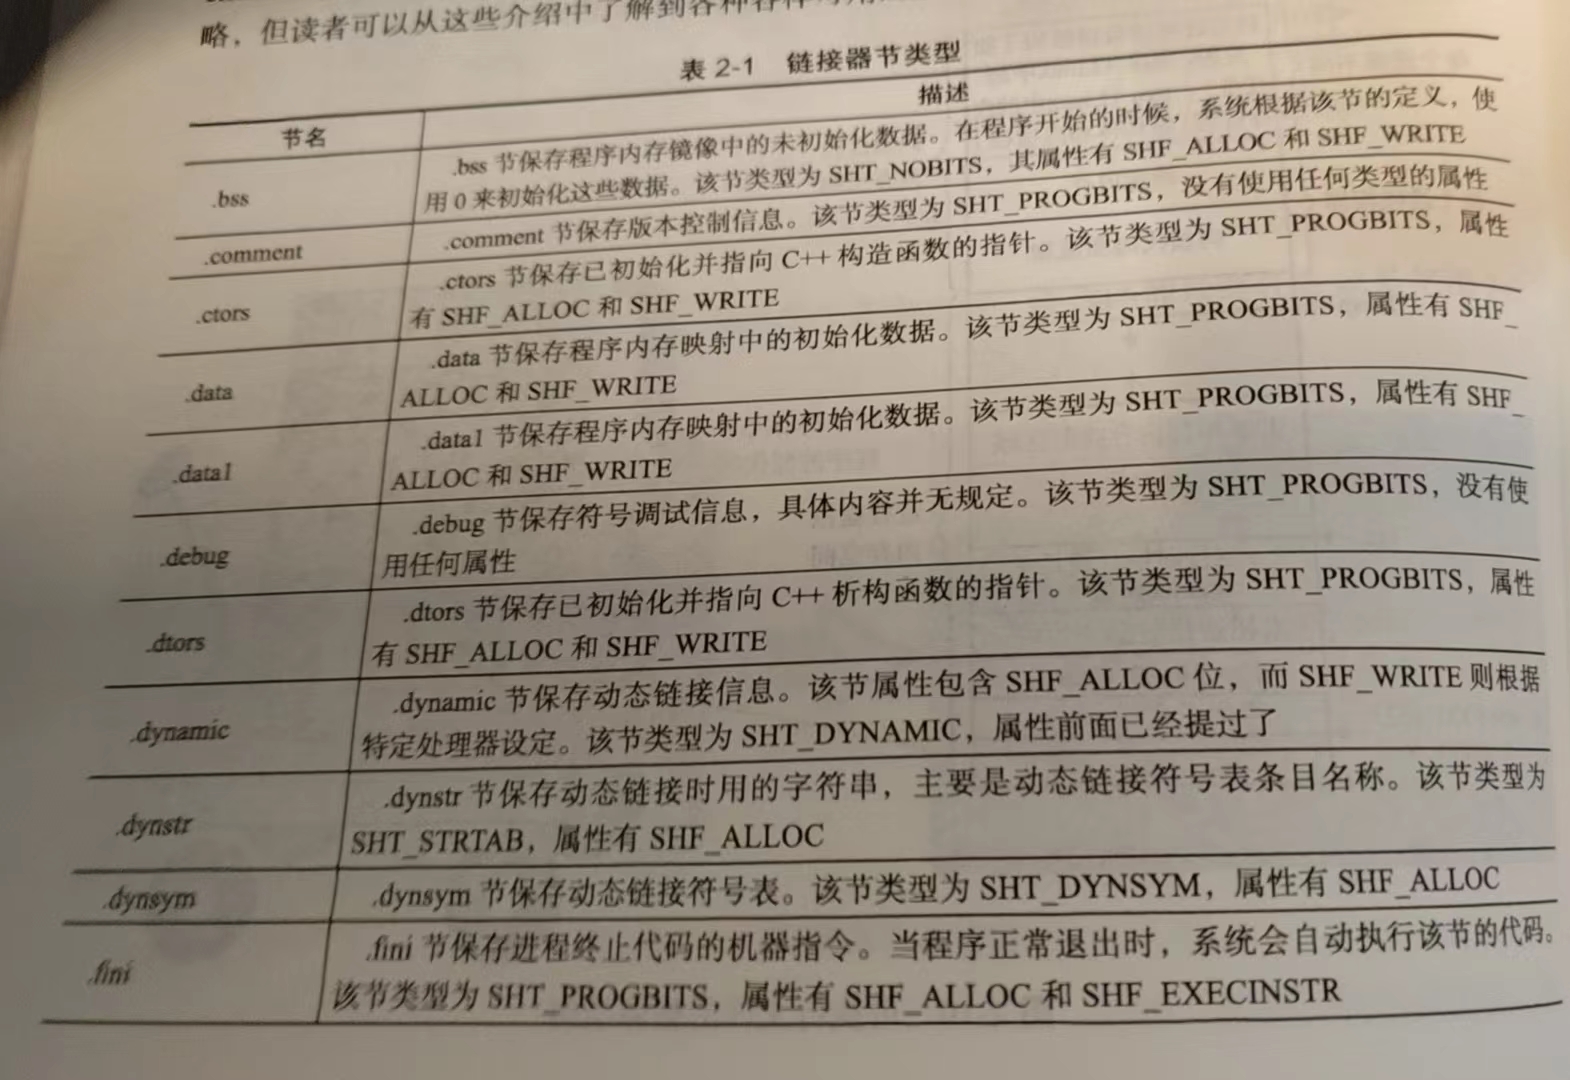 略，但读者可以从这些介绍中了解到各种各样
表 2-1 链接器节类型
节名
描述
.bss
.bss 节保存程序内存镜像中的未初始化数据。在程序开始的时候，系统根据该节的定义，使
用 0 来初始化这些数据。该节类型为 SHT_NOBITS，其属性有 SHF_ALLOC 和 SHF_WRITE
.comment
.comment 节保存版本控制信息。该节类型为 SHT_PROGBITS，没有使用任何类型的属性
.ctors
.ctors 节保存已初始化并指向 C++ 构造函数的指针。该节类型为 SHT_PROGBITS，属性
有 SHF_ALLOC 和 SHF_WRITE
.data
.data 节保存程序内存映射中的初始化数据。该节类型为 SHT_PROGBITS，属性有 SHF_
ALLOC 和 SHF_WRITE
.data1
.data1 节保存程序内存映射中的初始化数据。该节类型为 SHT_PROGBITS，属性有 SHF_
ALLOC 和 SHF_WRITE
.debug
.debug 节保存符号调试信息，具体内容并无规定。该节类型为 SHT_PROGBITS，没有使
用任何属性
.dtors
.dtors 节保存已初始化并指向 C++ 析构函数的指针。该节类型为 SHT_PROGBITS，属性
有 SHF_ALLOC 和 SHF_WRITE
.dynamic
.dynamic 节保存动态链接信息。该节属性包含 SHF_ALLOC 位，而 SHF_WRITE 则根据
特定处理器设定。该节类型为 SHT_DYNAMIC，属性前面已经提过了
.dynstr
.dynstr 节保存动态链接时用的字符串，主要是动态链接符号表条目名称。该节类型为
SHT_STRTAB，属性有 SHF_ALLOC
.dynsym
.dynsym 节保存动态链接符号表。该节类型为 SHT_DYNSYM，属性有 SHF_ALLOC
.fini
.fini 节保存进程终止代码的机器指令。当程序正常退出时，系统会自动执行该节的代码。
该节类型为 SHT_PROGBITS，属性有 SHF_ALLOC 和 SHF_EXECINSTR